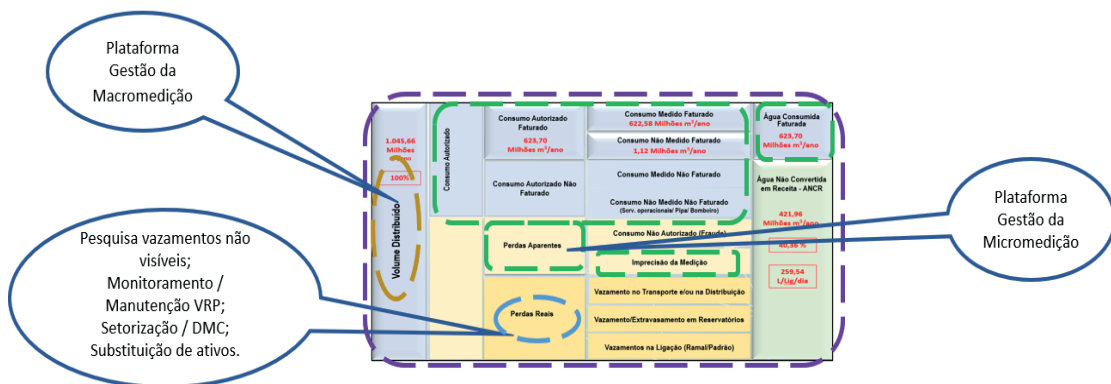 Plataforma
Gestão da
Macromedição
Pesquisa vazamentos não
visíveis;
Monitoramento /
Manutenção VRP;
Setorização / DMC;
Substituição de ativos.
1.045,66
Milhões
100%
Volume Distribuído
Consumo Autorizado
Consumo Autorizado
Faturado
623,70
Milhões m³/ano
Consumo Autorizado Não
Faturado
Perdas Aparentes
Perdas Reais
Consumo Medido Faturado
622,58 Milhões m³/ano
Consumo Não Medido Faturado
1,12 Milhões m³/ano
Consumo Medido Não Faturado
Consumo Não Medido Não Faturado
(Serv. operacionais/ Pipa/ Bombeiro)
Consumo Não Autorizado (Fraude)
Imprecisão da Medição
Vazamento no Transporte e/ou na Distribuição
Vazamento/Extravasamento em Reservatórios
Vazamentos na Ligação (Ramal/Padrão)
Água Consumida
Faturada
623,70
Milhões m³/ano
Água Não Convertida
em Receita - ANCR
421,96
Milhões m³/ano
40,36 %
259,54
L/Lig/dia
Plataforma
Gestão da
Micromedição